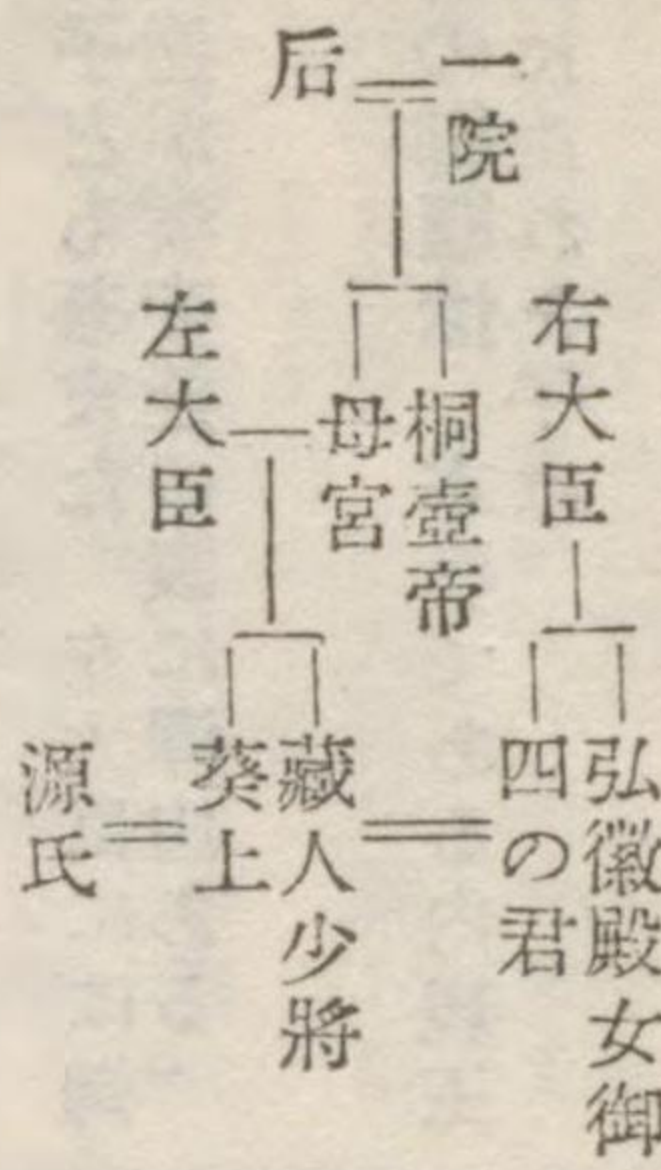 一院
后
右大臣
桐壺帝
母宮
左大臣
弘徽殿女御
四の君
藏人少將
葵上
源氏